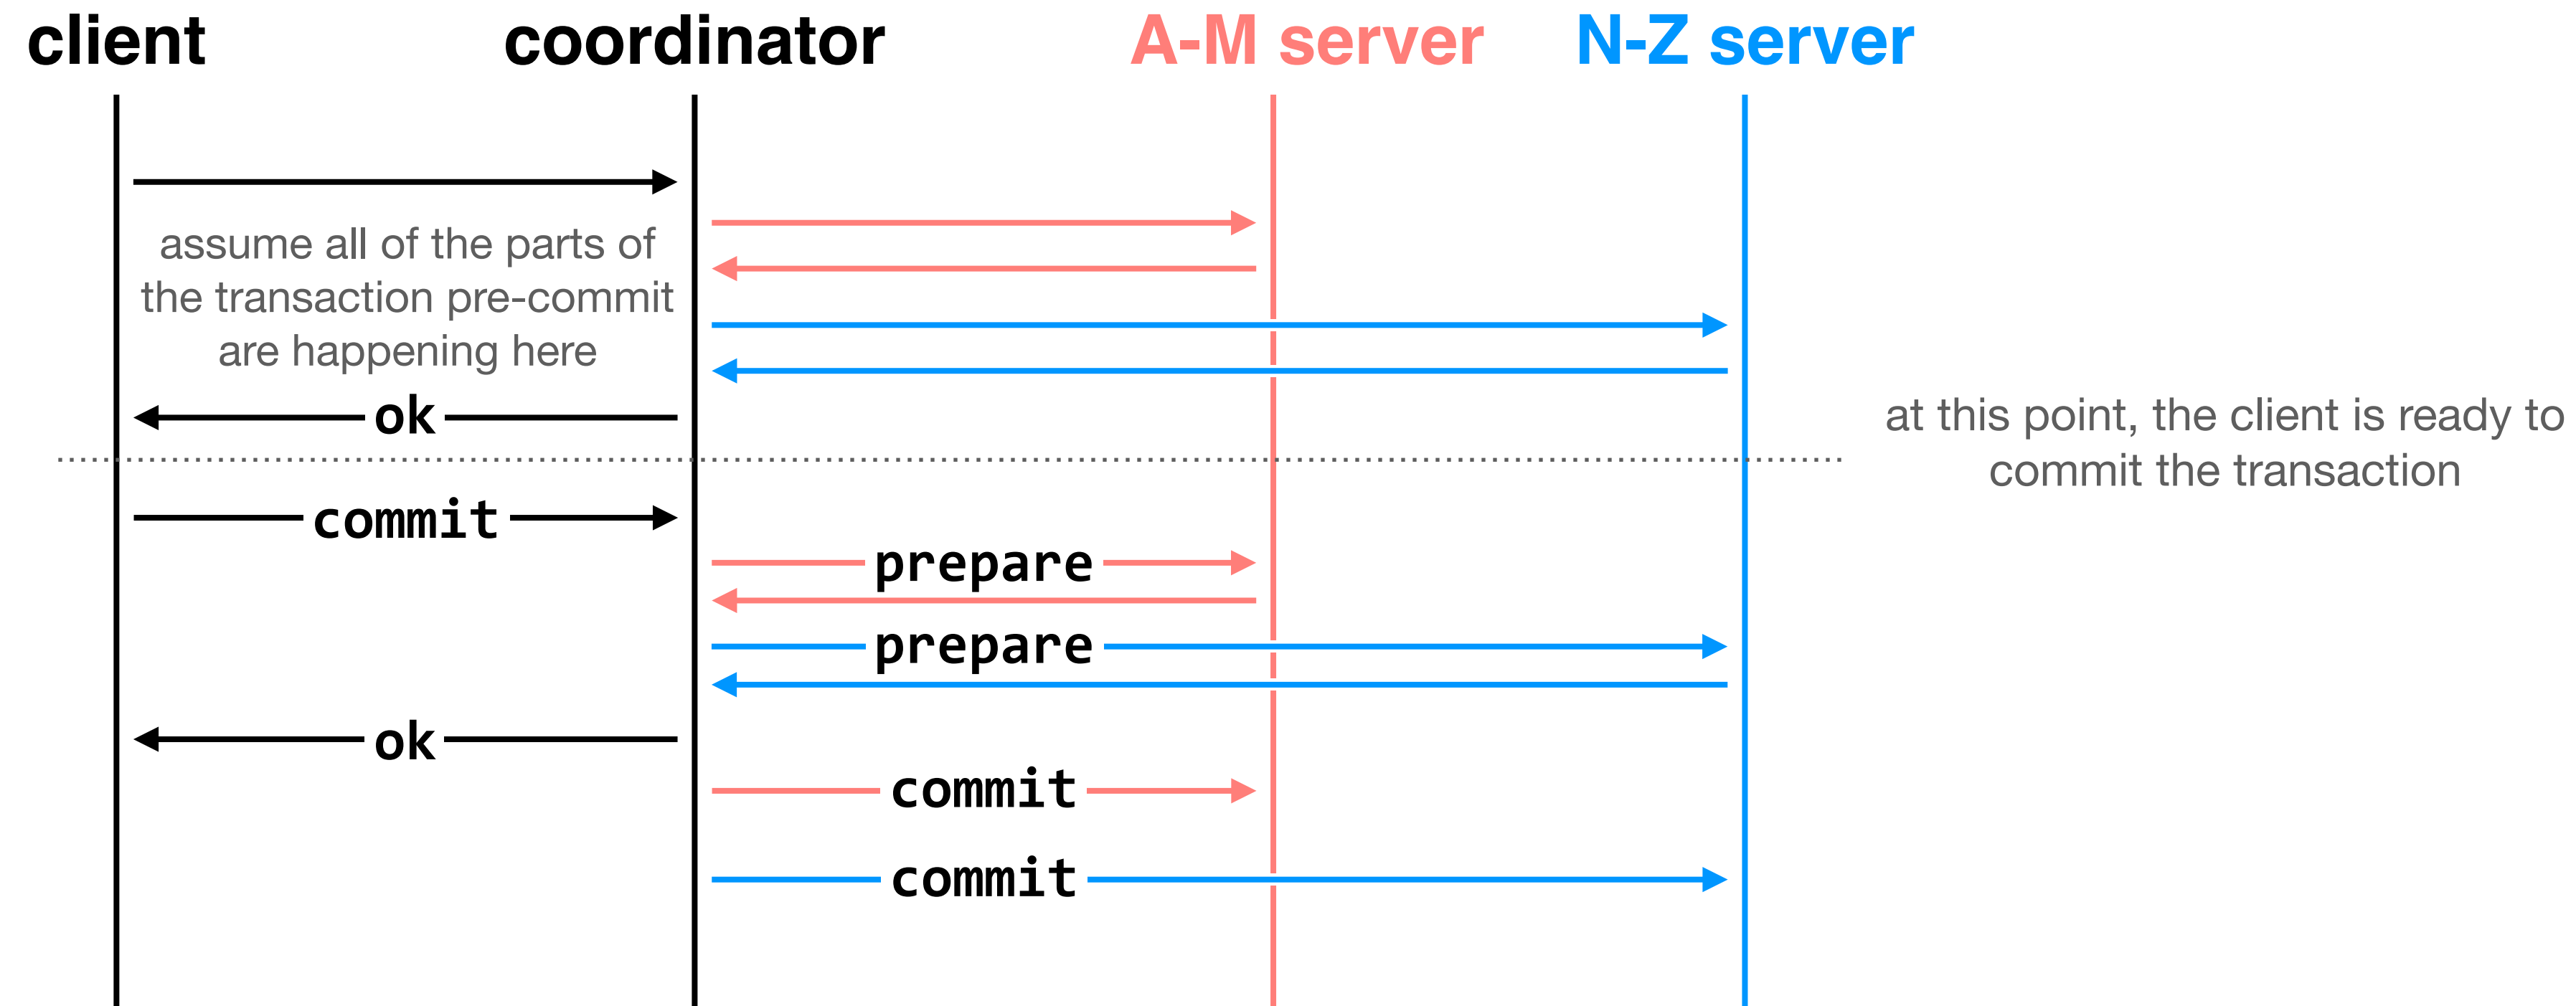 client
coordinator
A-M server
N-Z server
assume all of the parts of
the transaction pre-commit
are happening here
ok
at this point, the client is ready to
commit the transaction
commit
prepare
prepare
ok
commit
commit